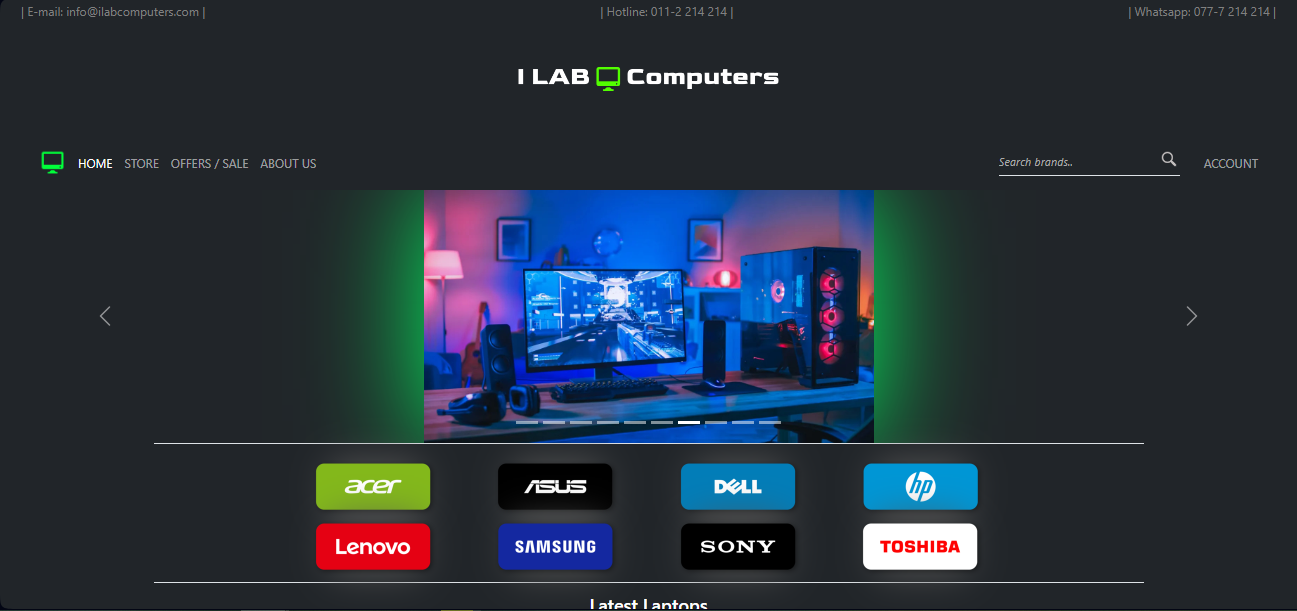 | E-mail: info@ilabcomputers.com | | Hotline: 011-2 214 214 | | Whatsapp: 077-7 214 214 |
I LAB Computers
HOME STORE OFFERS / SALE ABOUT US Search brands.. ACCOUNT
acer ASUS DELL hp
Lenovo SAMSUNG SONY TOSHIBA
Latest Laptops